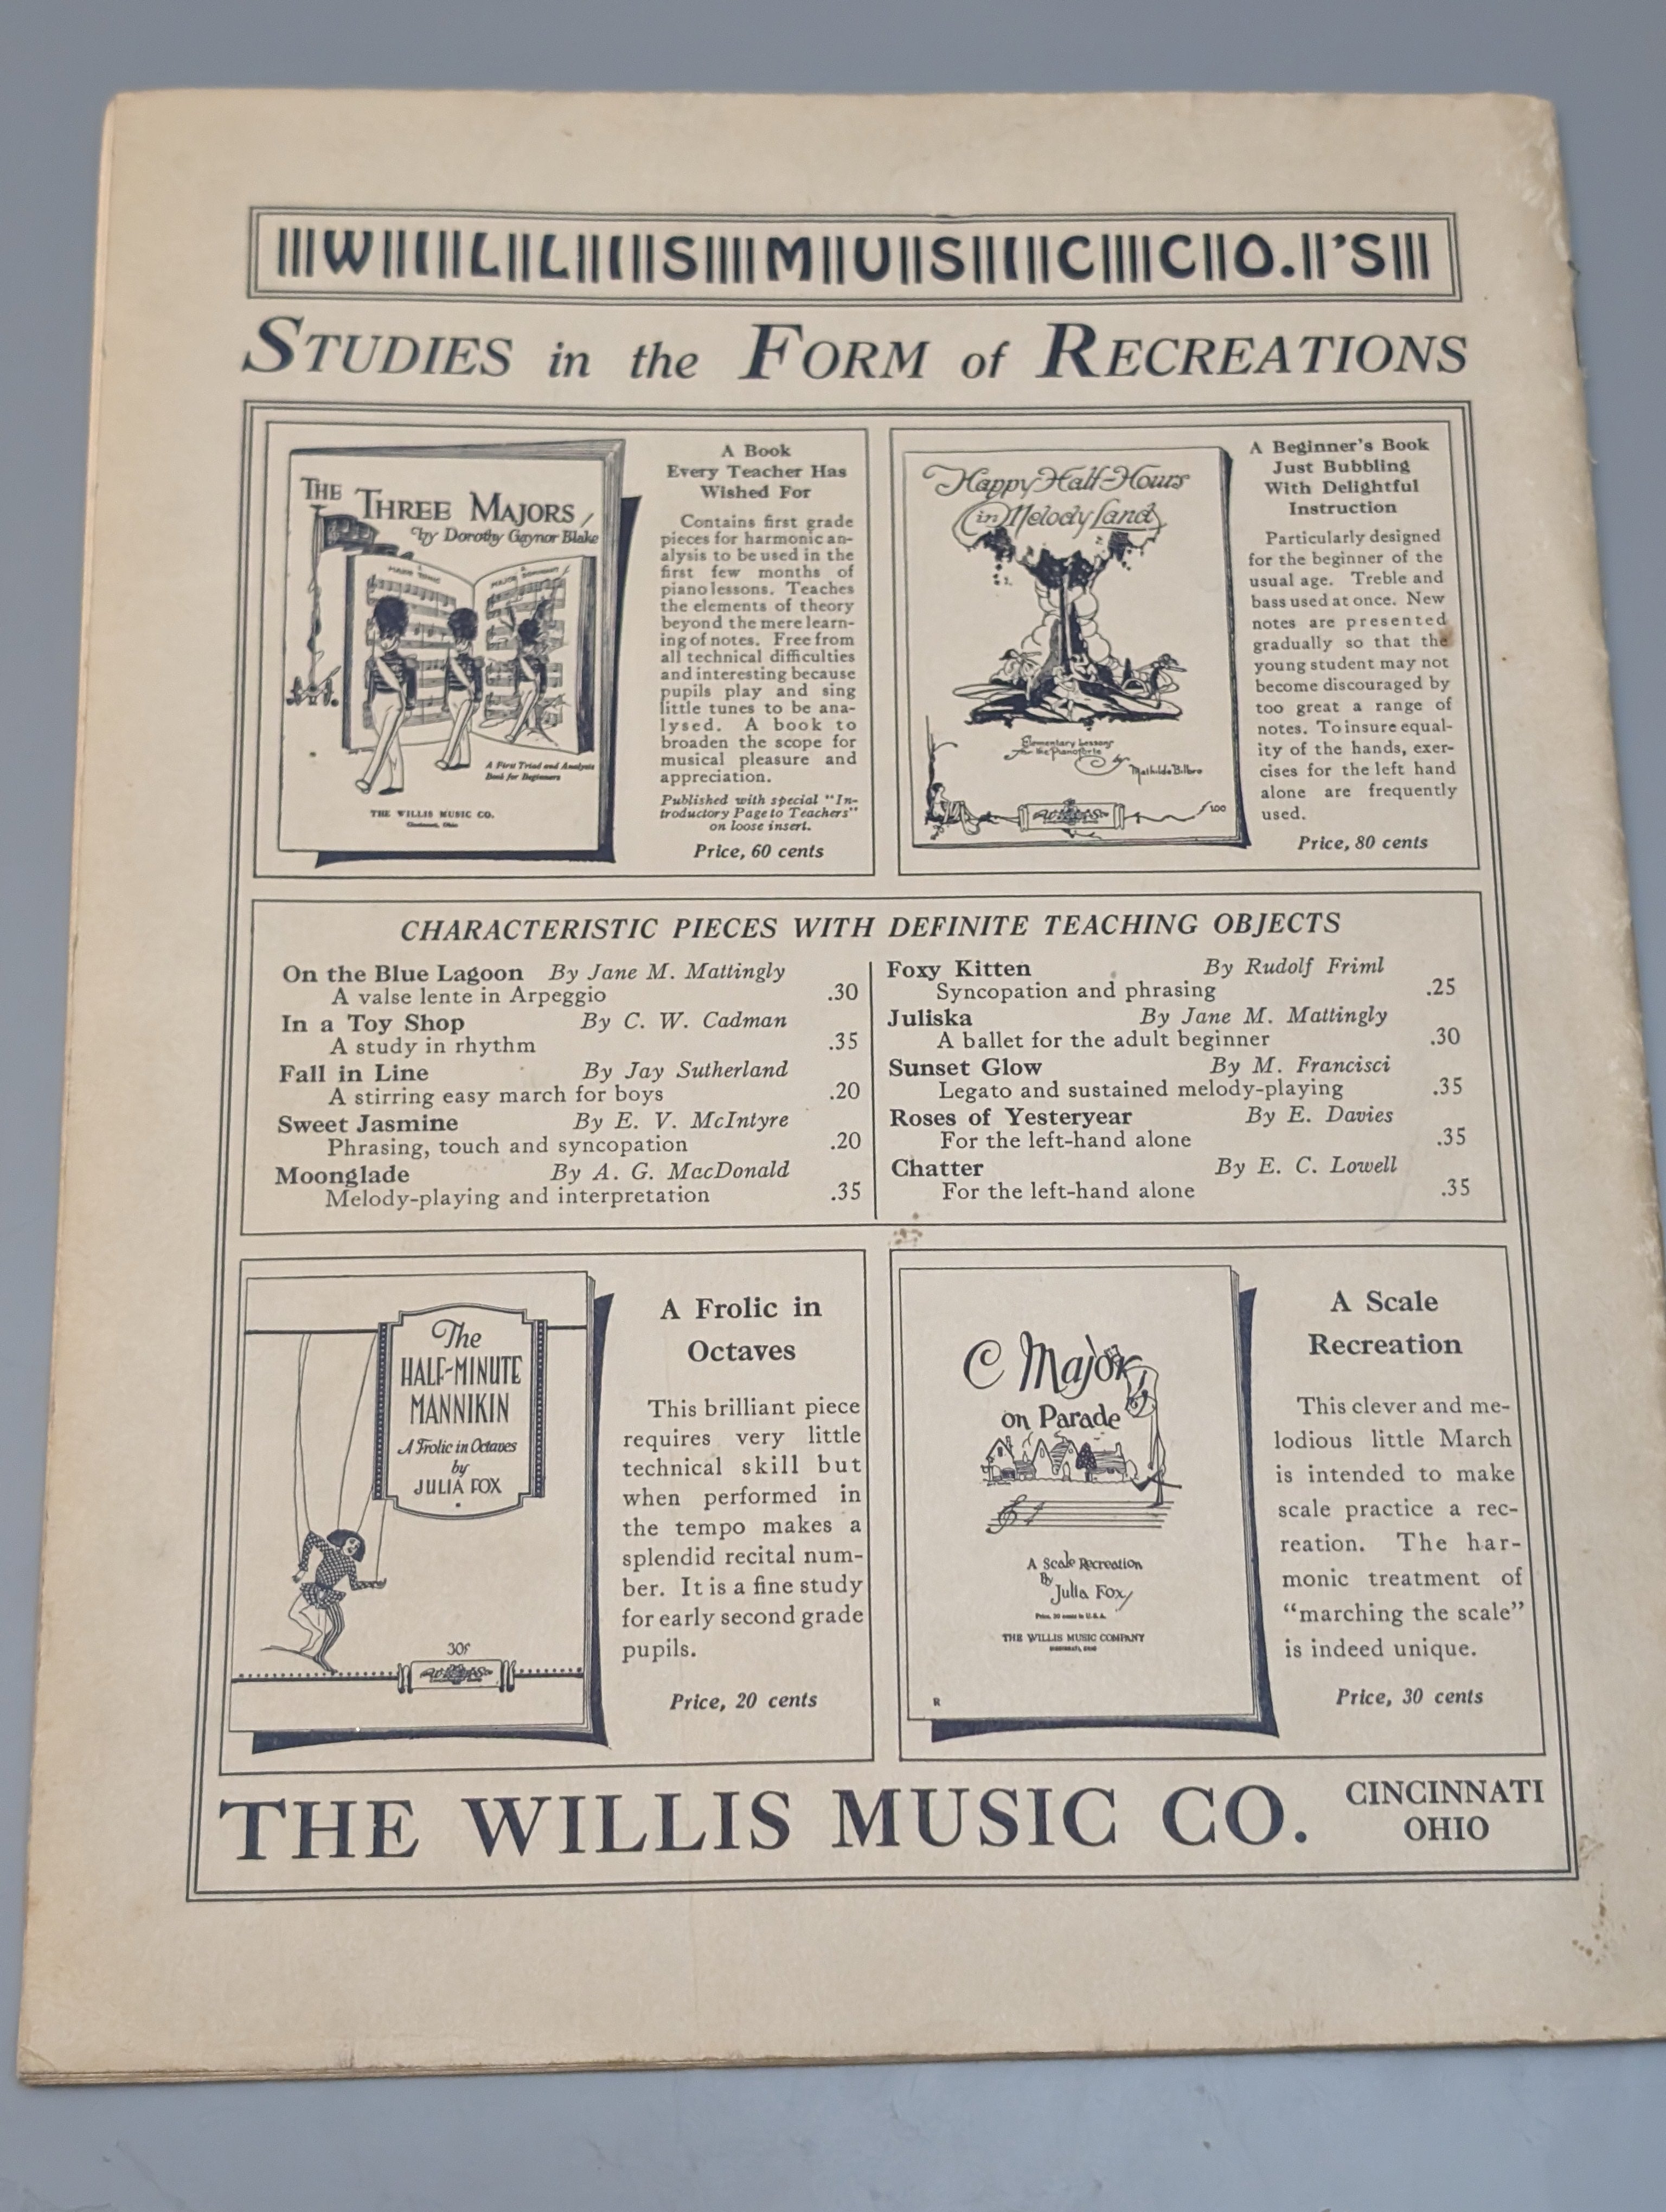 WILLIS MUSIC CO.'S
STUDIES in the FORM of RECREATIONS
THE THREE MAJORS
by Dorothy Gaynor Blake
MAJOR TONIC
MAJOR DOMINANT
A First Triad and Analysis
Book for Beginners
THE WILLIS MUSIC CO.
Cincinnati, Ohio
A Book
Every Teacher Has
Wished For
Contains first grade
pieces for harmonic an-
alysis to be used in the
first few months of
piano lessons. Teaches
the elements of theory
beyond the mere learn-
ing of notes. Free from
all technical difficulties
and interesting because
pupils play and sing
little tunes to be ana-
lysed. A book to
broaden the scope for
musical pleasure and
appreciation.
Published with special "In-
troductory Page to Teachers"
on loose insert.
Price, 60 cents
Happy Half-Hours
in Melody Land
Elementary Lessons
for the Pianoforte
by
Mathilde Bilbro
WILLIS
1.00
A Beginner's Book
Just Bubbling
With Delightful
Instruction
Particularly designed
for the beginner of the
usual age. Treble and
bass used at once. New
notes are presented
gradually so that the
young student may not
become discouraged by
too great a range of
notes. To insure equal-
ity of the hands, exer-
cises for the left hand
alone are frequently
used.
Price, 80 cents
CHARACTERISTIC PIECES WITH DEFINITE TEACHING OBJECTS
On the Blue Lagoon By Jane M. Mattingly
A valse lente in Arpeggio .30
In a Toy Shop By C. W. Cadman
A study in rhythm .35
Fall in Line By Jay Sutherland
A stirring easy march for boys .20
Sweet Jasmine By E. V. McIntyre
Phrasing, touch and syncopation .20
Moonglade By A. G. MacDonald
Melody-playing and interpretation .35
Foxy Kitten By Rudolf Friml
Syncopation and phrasing .25
Juliska By Jane M. Mattingly
A ballet for the adult beginner .30
Sunset Glow By M. Francisci
Legato and sustained melody-playing .35
Roses of Yesteryear By E. Davies
For the left-hand alone .35
Chatter By E. C. Lowell
For the left-hand alone .35
The
HALF-MINUTE
MANNIKIN
A Frolic in Octaves
by
JULIA FOX
30¢
WILLIS
A Frolic in
Octaves
This brilliant piece
requires very little
technical skill but
when performed in
the tempo makes a
splendid recital num-
ber. It is a fine study
for early second grade
pupils.
Price, 20 cents
C Major
on Parade
A Scale Recreation
By
Julia Fox
Price, 30 cents in U.S.A.
THE WILLIS MUSIC COMPANY
CINCINNATI, OHIO
R
A Scale
Recreation
This clever and me-
lodious little March
is intended to make
scale practice a rec-
reation. The har-
monic treatment of
"marching the scale"
is indeed unique.
Price, 30 cents
THE WILLIS MUSIC CO.
CINCINNATI
OHIO